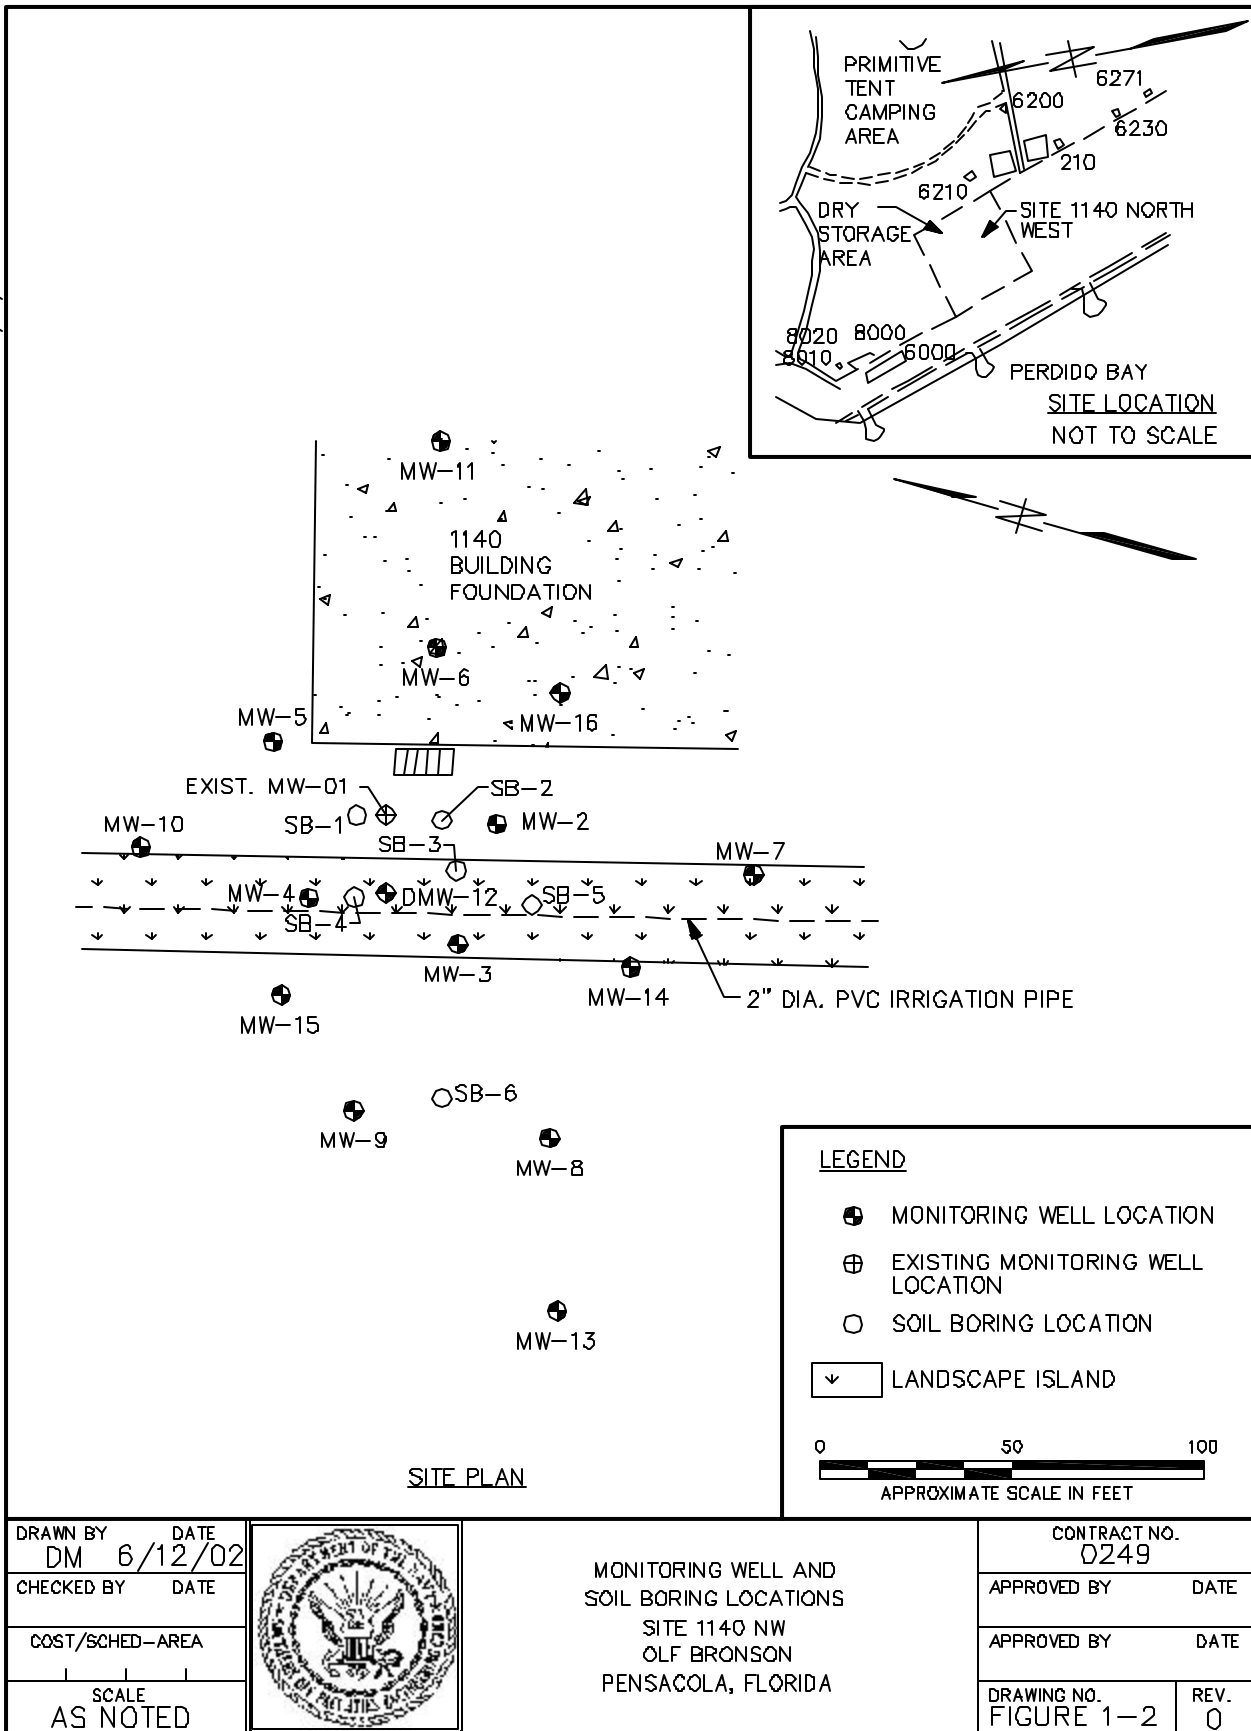 PRIMITIVE
TENT
CAMPING
AREA
6271
6200
6230
210
6210
DRY
STORAGE
AREA
SITE 1140 NORTH
WEST
8020
8000
8010
6000
PERDIDO BAY
SITE LOCATION
NOT TO SCALE
MW-11
1140
BUILDING
FOUNDATION
MW-6
MW-5
MW-16
EXIST. MW-01
SB-2
MW-10
SB-1
MW-2
SB-3
MW-7
MW-4
DMW-12
SB-5
SB-4
MW-3
MW-14
2" DIA. PVC IRRIGATION PIPE
MW-15
SB-6
MW-9
MW-8
MW-13
LEGEND
MONITORING WELL LOCATION
EXISTING MONITORING WELL
LOCATION
SOIL BORING LOCATION
LANDSCAPE ISLAND
0 50 100
APPROXIMATE SCALE IN FEET
SITE PLAN
DRAWN BY DATE
DM 6/12/02
CHECKED BY DATE
COST/SCHED-AREA
SCALE
AS NOTED
DEPARTMENT OF THE NAVY
MONITORING WELL AND
SOIL BORING LOCATIONS
SITE 1140 NW
OLF BRONSON
PENSACOLA, FLORIDA
CONTRACT NO.
0249
APPROVED BY DATE
APPROVED BY DATE
DRAWING NO.
FIGURE 1-2
REV.
0